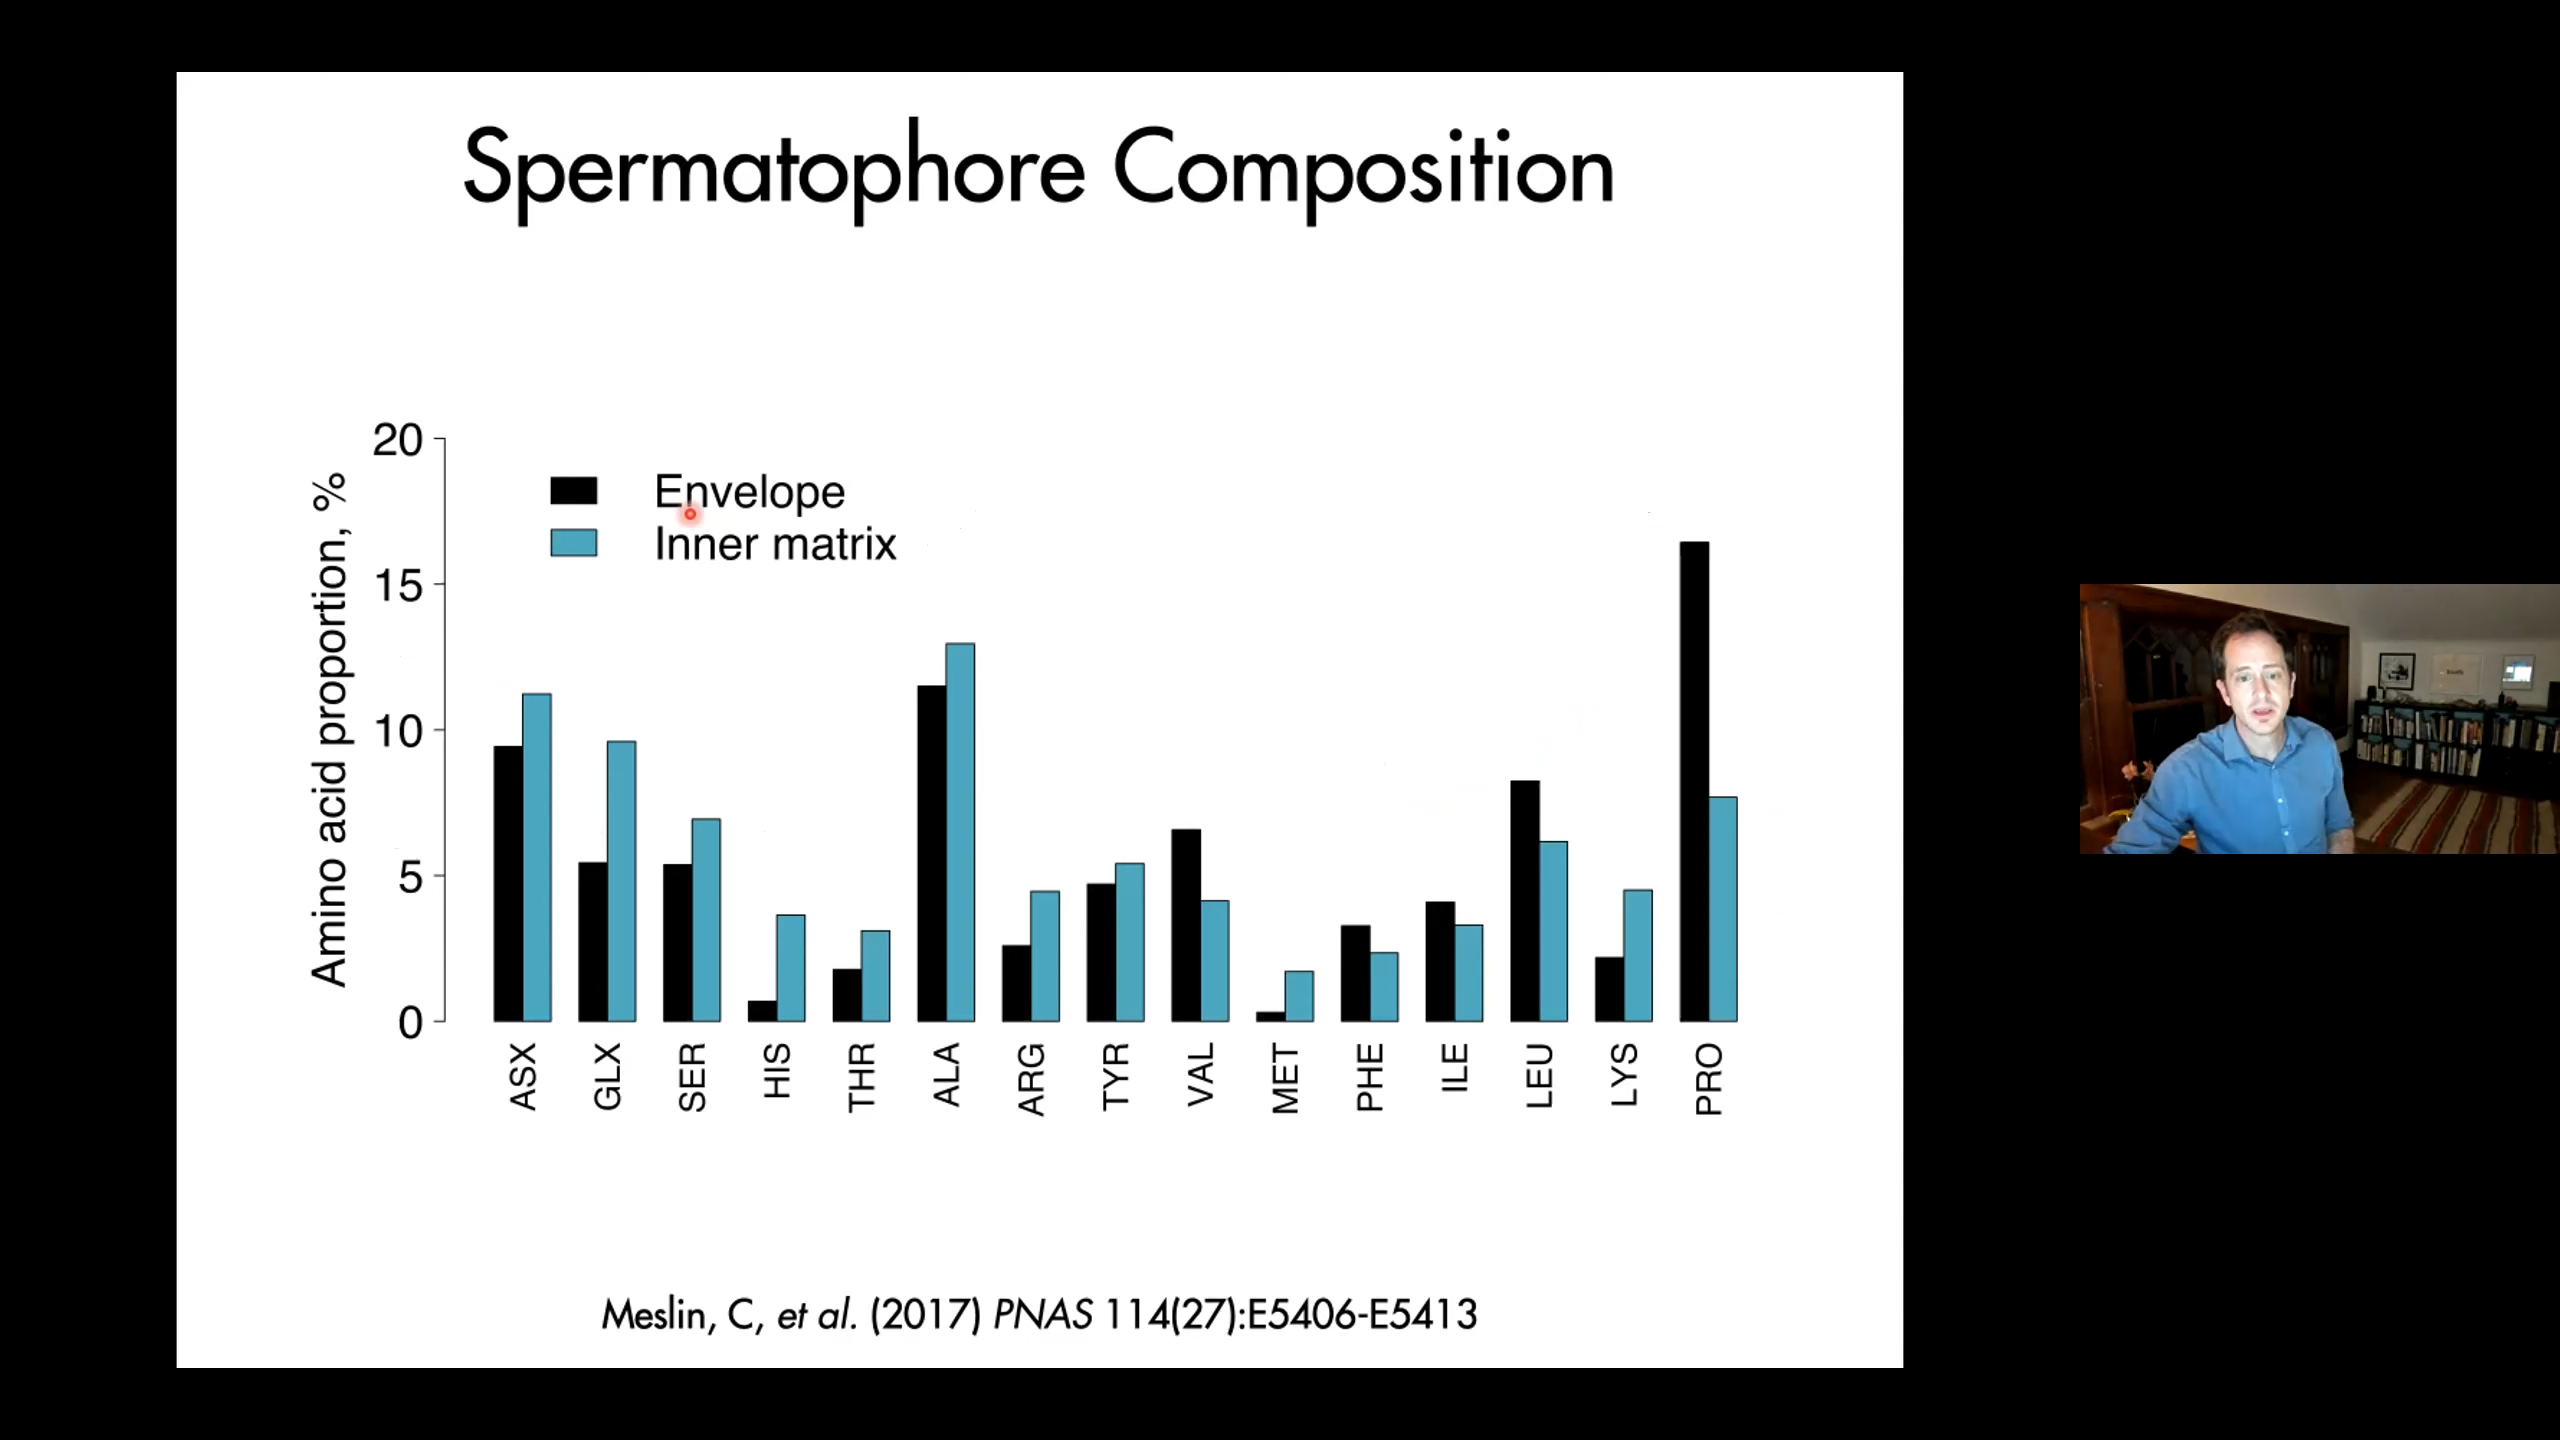 Spermatophore Composition
20
15
10
5
0
Amino acid proportion, %
Envelope
Inner matrix
ASX GLX SER HIS THR ALA ARG TYR VAL MET PHE ILE LEU LYS PRO
Meslin, C, et al. (2017) PNAS 114(27):E5406-E5413